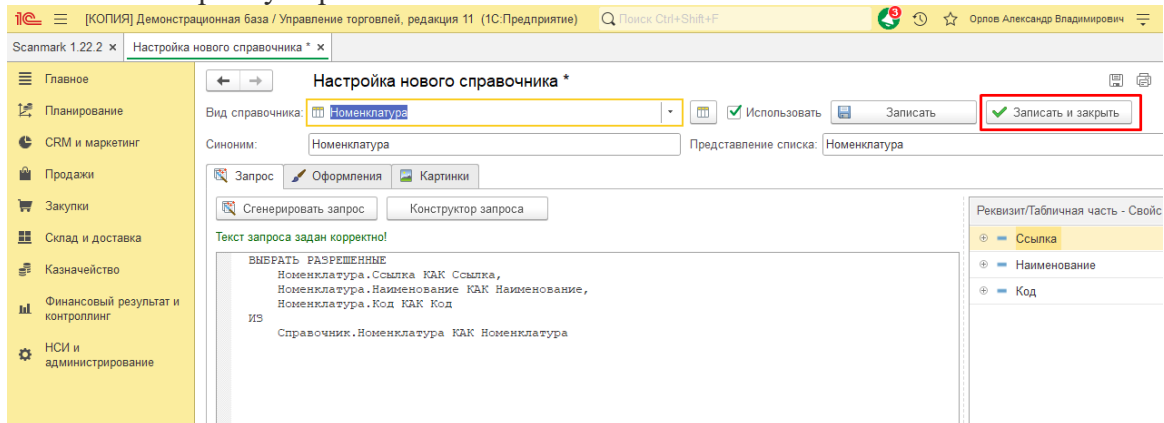 [КОПИЯ] Демонстрационная база / Управление торговлей, редакция 11 (1С:Предприятие) Поиск Ctrl+Shift+F 3 Орлов Александр Владимирович
Scanmark 1.22.2 × Настройка нового справочника * ×
Главное
Планирование
CRM и маркетинг
Продажи
Закупки
Склад и доставка
Казначейство
Финансовый результат и
контроллинг
НСИ и
администрирование
Настройка нового справочника *
Вид справочника: Номенклатура Использовать Записать Записать и закрыть
Синоним: Номенклатура Представление списка: Номенклатура
Запрос Оформления Картинки
Сгенерировать запрос Конструктор запроса
Текст запроса задан корректно!
ВЫБРАТЬ РАЗРЕШЕННЫЕ
Номенклатура.Ссылка КАК Ссылка,
Номенклатура.Наименование КАК Наименование,
Номенклатура.Код КАК Код
ИЗ
Справочник.Номенклатура КАК Номенклатура
Реквизит/Табличная часть - Свойс
Ссылка
Наименование
Код